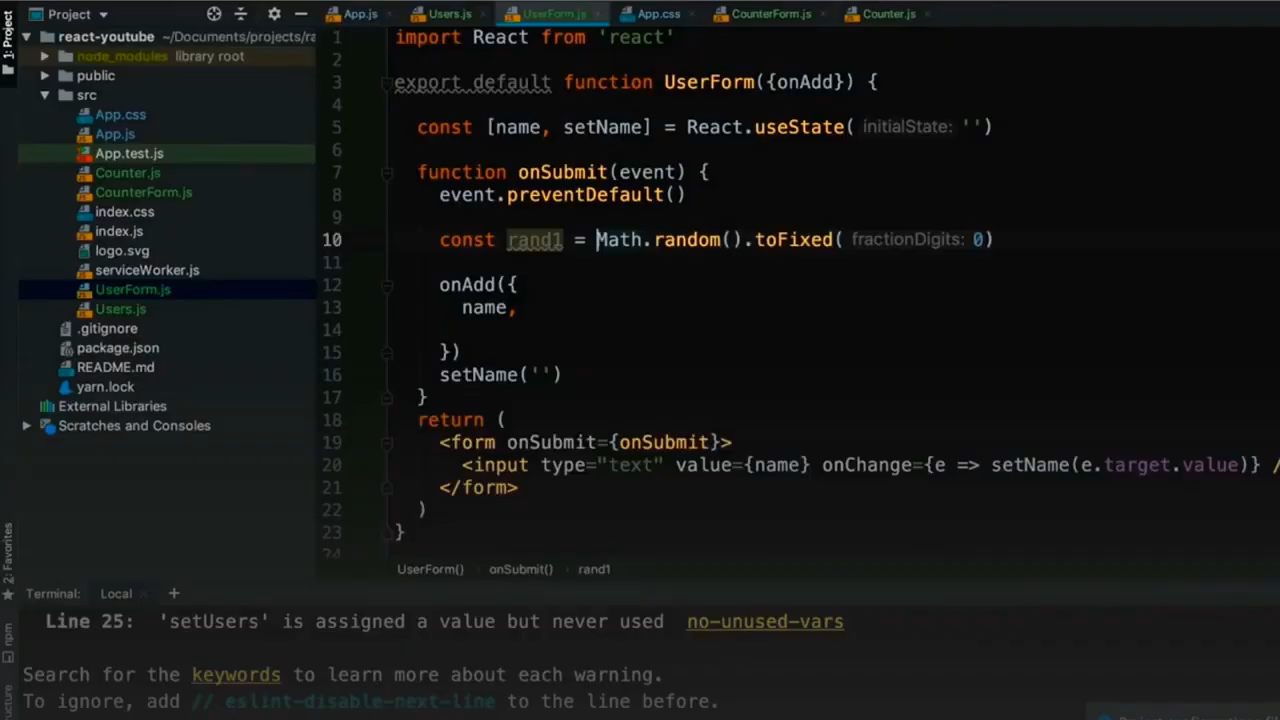 Project
App.js
Users.js
UserForm.js
App.css
CounterForm.js
Counter.js
1: Project
react-youtube ~/Documents/projects/ra
node_modules library root
public
src
App.css
App.js
App.test.js
Counter.js
CounterForm.js
index.css
index.js
logo.svg
serviceWorker.js
UserForm.js
Users.js
.gitignore
package.json
README.md
yarn.lock
External Libraries
Scratches and Consoles
1 import React from 'react'
2
3 export default function UserForm({onAdd}) {
4
5 const [name, setName] = React.useState( initialState: '')
6
7 function onSubmit(event) {
8 event.preventDefault()
9
10 const rand1 = Math.random().toFixed( fractionDigits: 0)
11
12 onAdd({
13 name,
14
15 })
16 setName('')
17 }
18 return (
19 <form onSubmit={onSubmit}>
20 <input type="text" value={name} onChange={e => setName(e.target.value)} /
21 </form>
22 )
23 }
24
UserForm()
onSubmit()
rand1
2: Favorites
npm
Terminal: Local +
Line 25: 'setUsers' is assigned a value but never used no-unused-vars
Search for the keywords to learn more about each warning.
To ignore, add // eslint-disable-next-line to the line before.